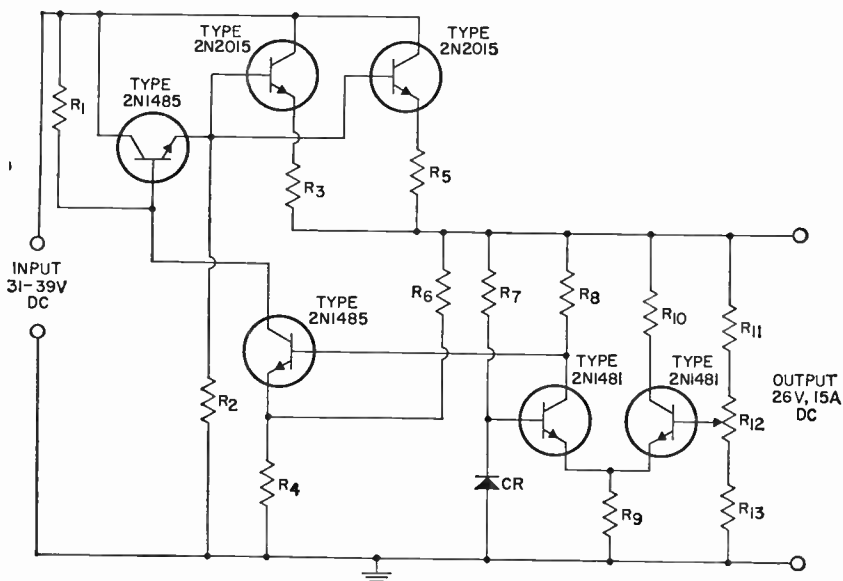 TYPE
2N2015
TYPE
2N2015
TYPE
2N1485
R1
R3
R5
INPUT
31-39V
DC
TYPE
2N1485
R6
R7
R8
R10
R11
TYPE
2N1481
TYPE
2N1481
OUTPUT
26V, 15A
DC
R2
R12
R4
CR
R9
R13